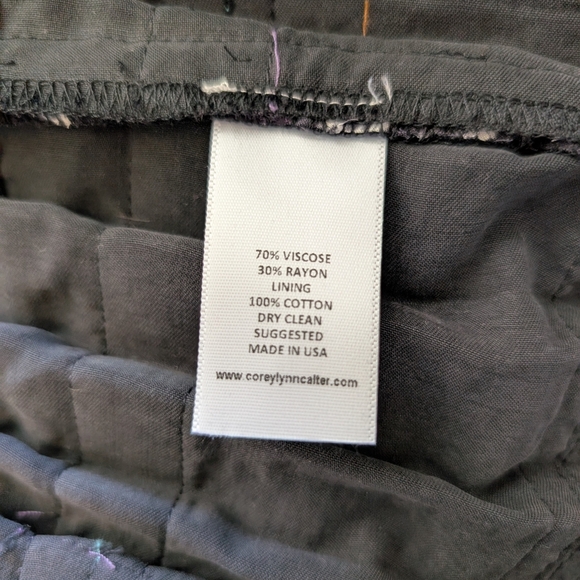 70% VISCOSE
30% RAYON
LINING
100% COTTON
DRY CLEAN
SUGGESTED
MADE IN USA
www.coreylynncalter.com